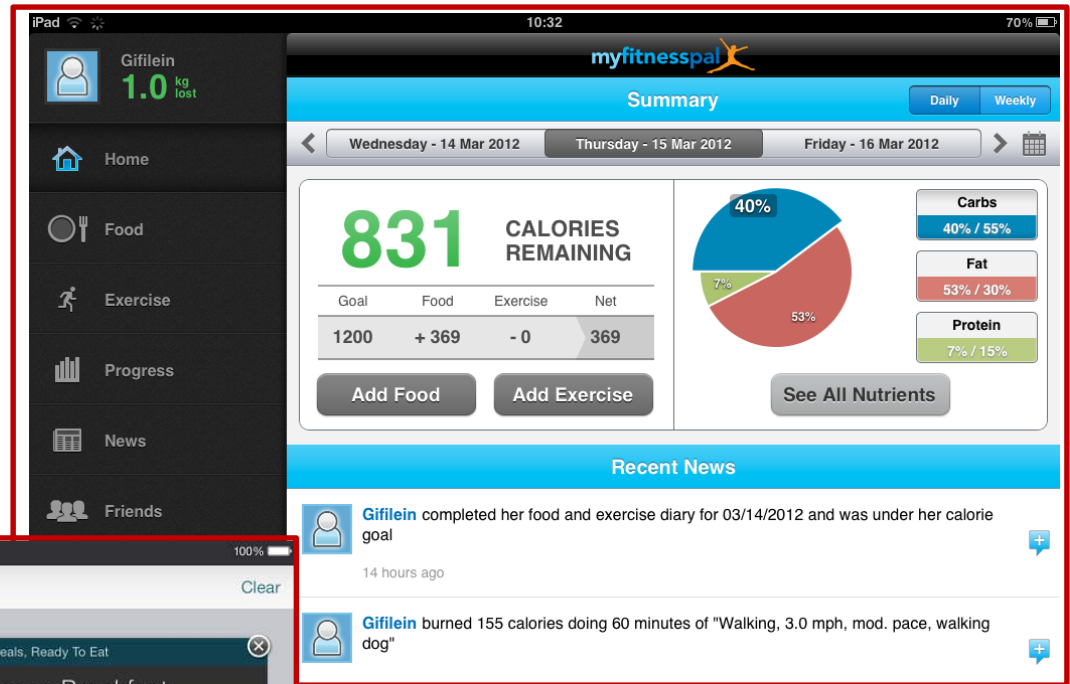 iPad 10:32 70%
Gifilein
1.0 kg lost
Home
Food
Exercise
Progress
News
Friends
myfitnesspal
Summary
Daily Weekly
Wednesday - 14 Mar 2012 Thursday - 15 Mar 2012 Friday - 16 Mar 2012
831 CALORIES REMAINING
Goal Food Exercise Net
1200 + 369 - 0 369
Add Food Add Exercise
40%
7%
53%
Carbs
40% / 55%
Fat
53% / 30%
Protein
7% / 15%
See All Nutrients
Recent News
Gifilein completed her food and exercise diary for 03/14/2012 and was under her calorie
goal
14 hours ago
Gifilein burned 155 calories doing 60 minutes of "Walking, 3.0 mph, mod. pace, walking
dog"
100%
Clear
eals, Ready To Eat